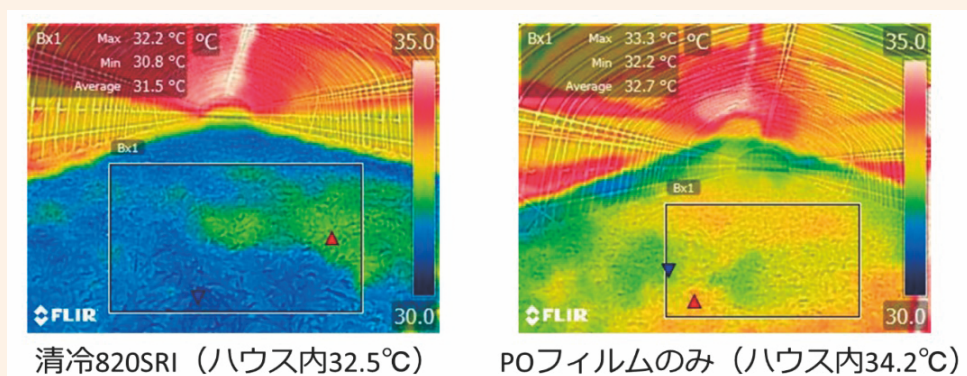 Bx1 Max 32.2 °C °C 35.0
Min 30.8 °C
Average 31.5 °C
Bx1
FLIR 30.0
清冷820SRI（ハウス内32.5℃）
Bx1 Max 33.3 °C °C 35.0
Min 32.2 °C
Average 32.7 °C
Bx1
FLIR 30.0
POフィルムのみ（ハウス内34.2℃）